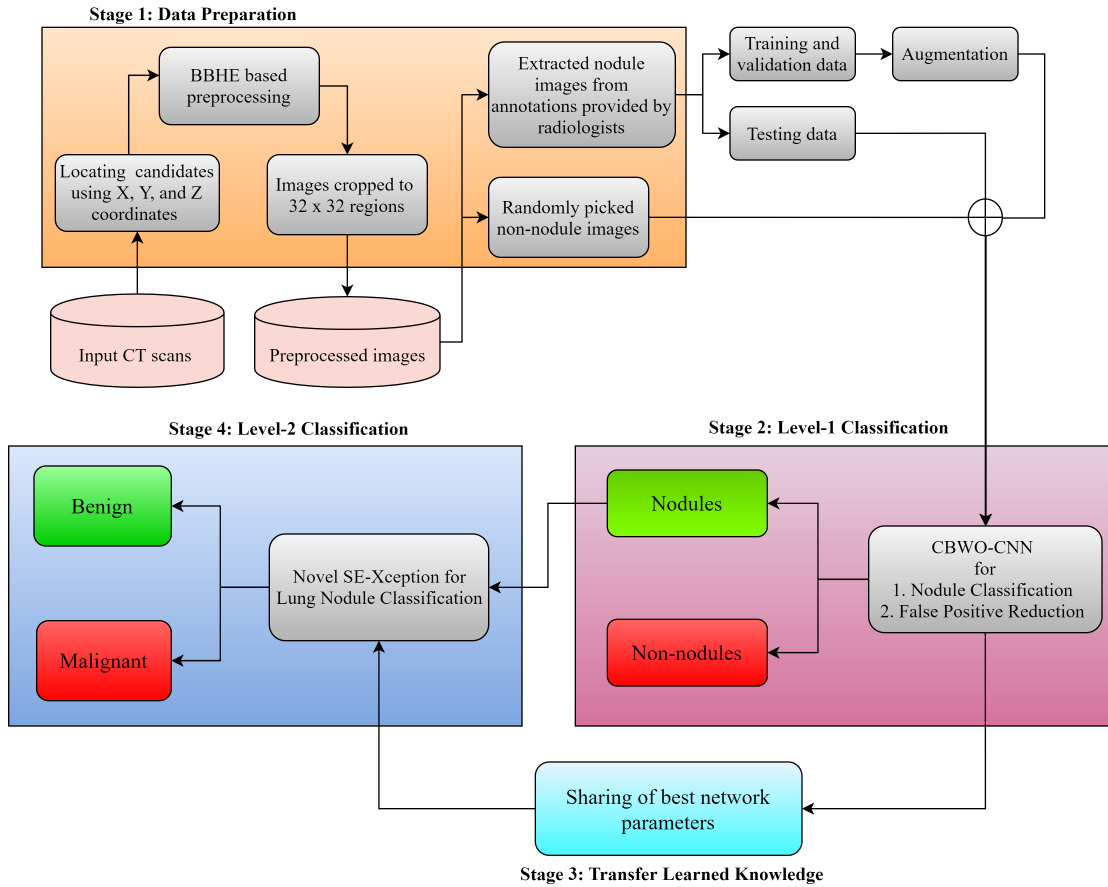 Stage 1: Data Preparation
BBHE based
preprocessing
Locating candidates
using X, Y, and Z
coordinates
Images cropped to
32 x 32 regions
Extracted nodule
images from
annotations provided by
radiologists
Randomly picked
non-nodule images
Training and
validation data
Augmentation
Testing data
Input CT scans
Preprocessed images
Stage 4: Level-2 Classification
Benign
Malignant
Novel SE-Xception for
Lung Nodule Classification
Stage 2: Level-1 Classification
Nodules
Non-nodules
CBWO-CNN
for
1. Nodule Classification
2. False Positive Reduction
Sharing of best network
parameters
Stage 3: Transfer Learned Knowledge